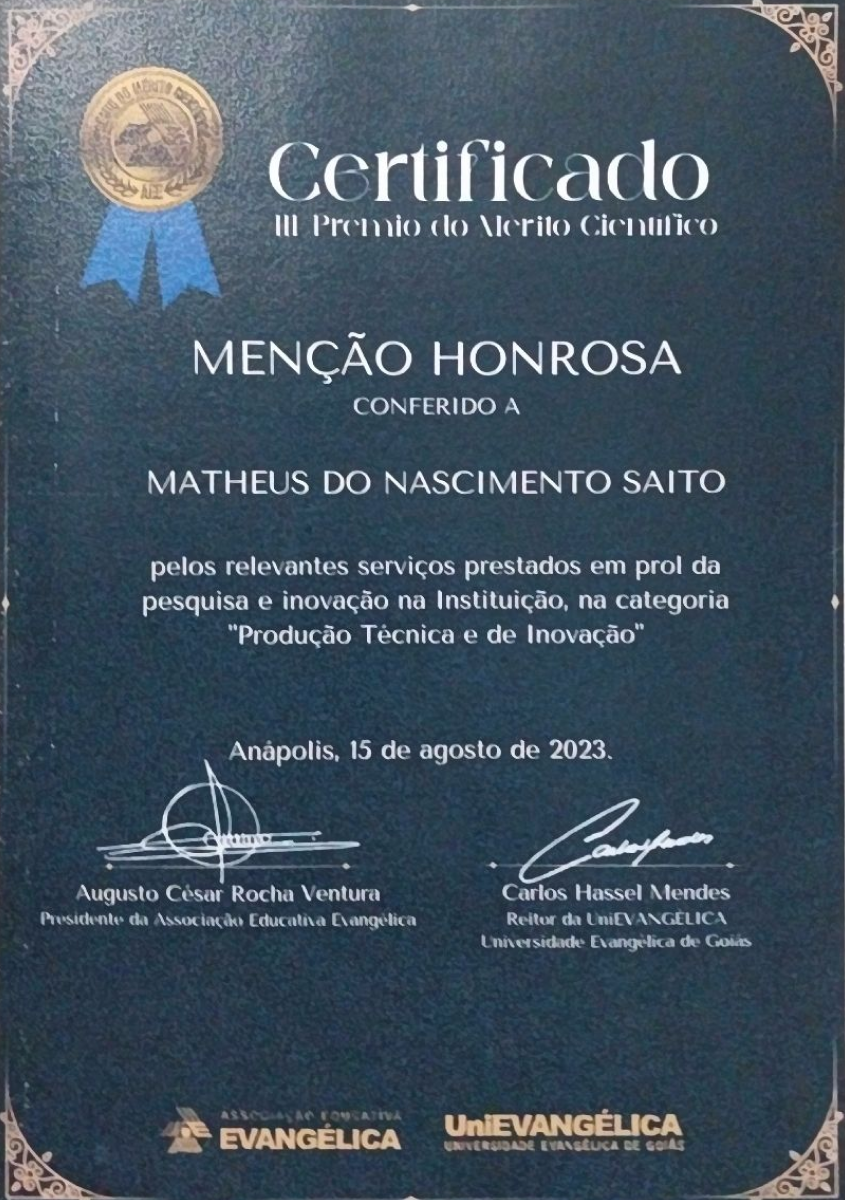 PRÊMIO DO MÉRITO
AEE
Certificado
III Prêmio do Mérito Científico
MENÇÃO HONROSA
CONFERIDO A
MATHEUS DO NASCIMENTO SAITO
pelos relevantes serviços prestados em prol da
pesquisa e inovação na Instituição, na categoria
"Produção Técnica e de Inovação"
Anápolis, 15 de agosto de 2023.
Augusto César Rocha Ventura
Presidente da Associação Educativa Evangélica
Carlos Hassel Mendes
Reitor da UniEVANGÉLICA
Universidade Evangélica de Goiás
ASSOCIAÇÃO EDUCATIVA
EVANGÉLICA
UniEVANGÉLICA
UNIVERSIDADE EVANGÉLICA DE GOIÁS